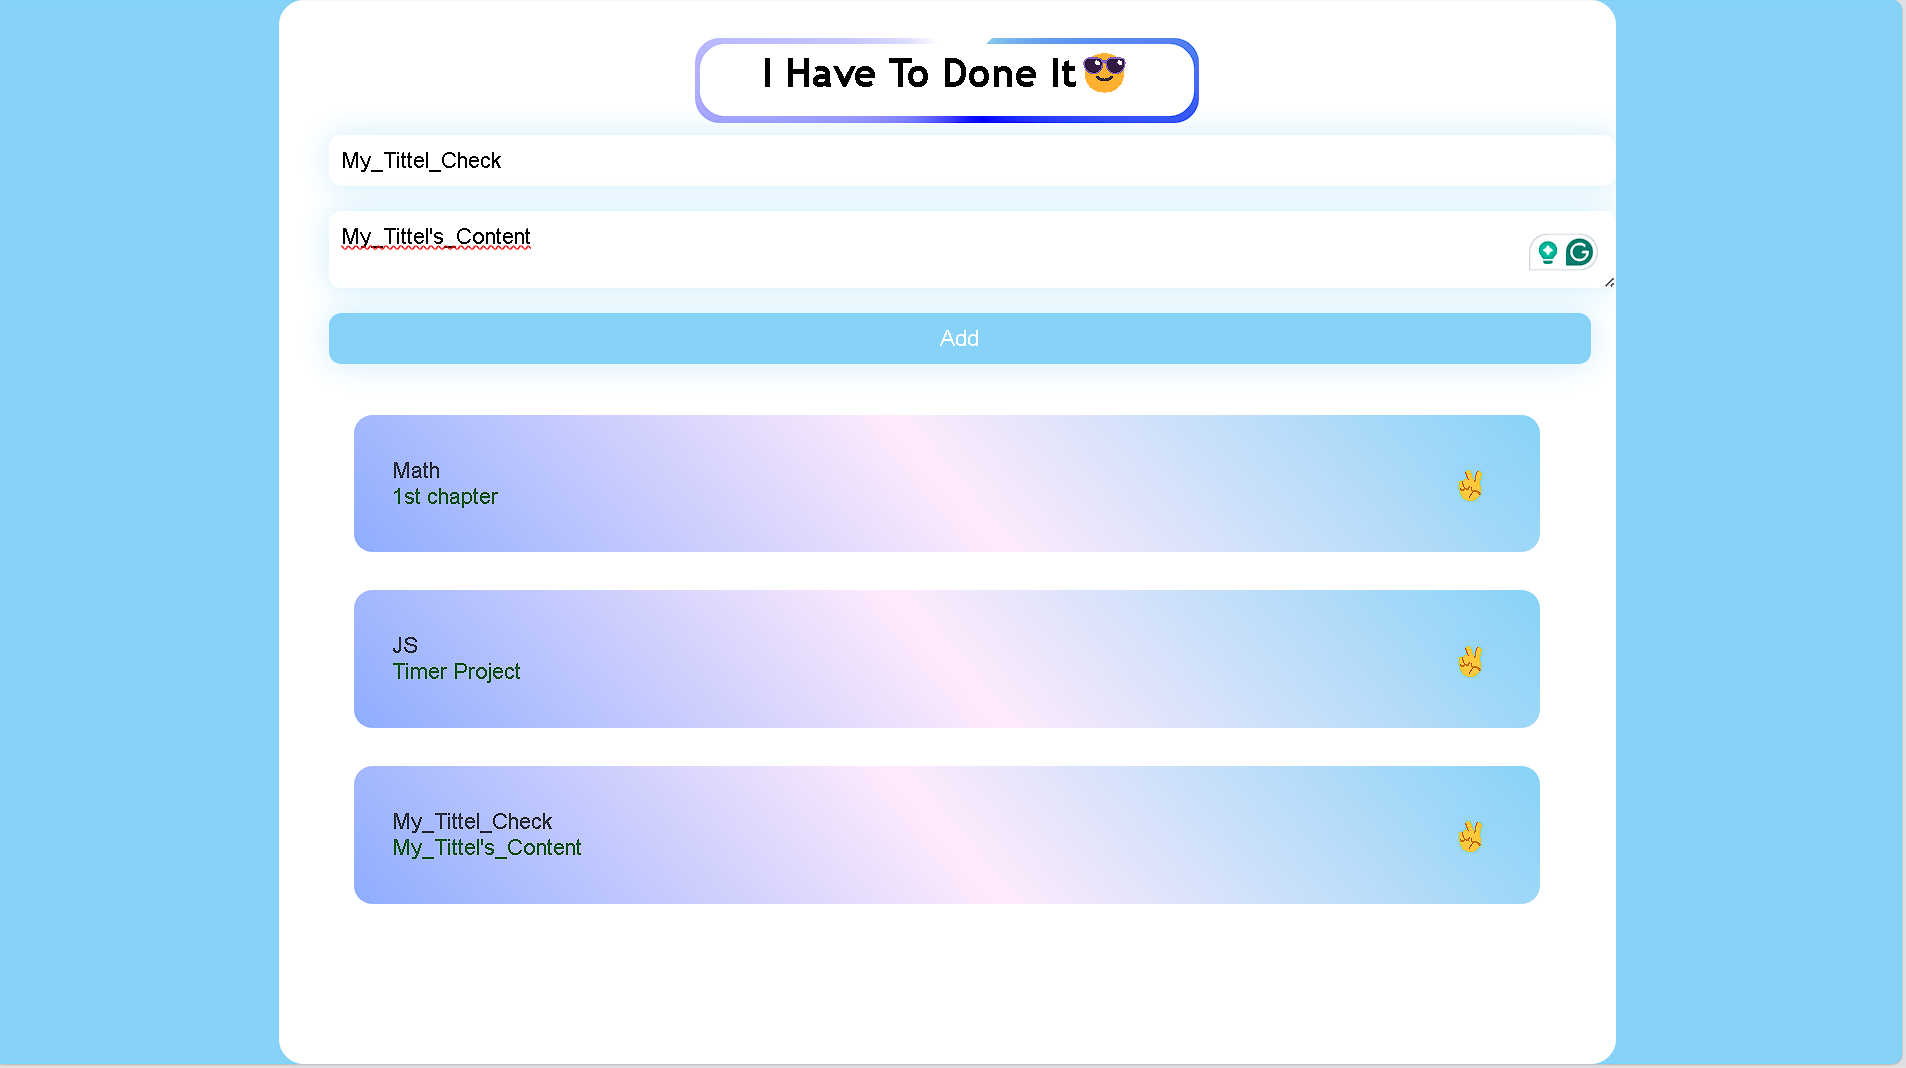 I Have To Done It😎
My_Tittel_Check
My_Tittel's_Content
Add
Math
1st chapter
JS
Timer Project
My_Tittel_Check
My_Tittel's_Content